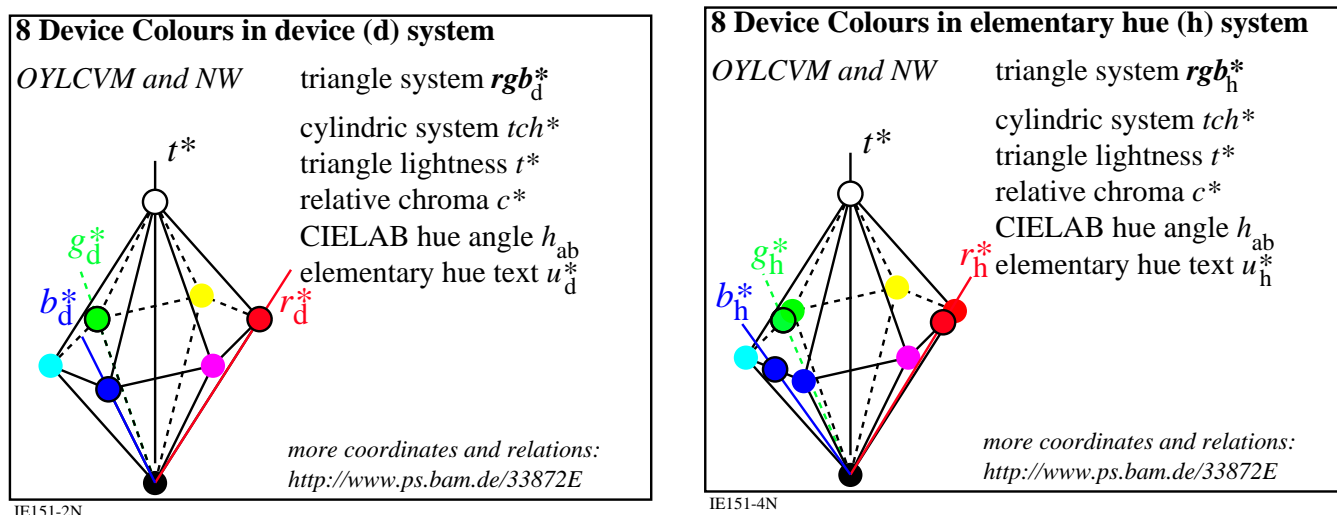 8 Device Colours in device (d) system
OYLCVM and NW
triangle system rgb*d
cylindric system tch*
t*
triangle lightness t*
relative chroma c*
CIELAB hue angle hab
g*d
elementary hue text u*d
b*d
r*d
more coordinates and relations:
http://www.ps.bam.de/33872E
IE151-2N
8 Device Colours in elementary hue (h) system
OYLCVM and NW
triangle system rgb*h
cylindric system tch*
t*
triangle lightness t*
relative chroma c*
CIELAB hue angle hab
g*h
r*h
elementary hue text u*h
b*h
more coordinates and relations:
http://www.ps.bam.de/33872E
IE151-4N